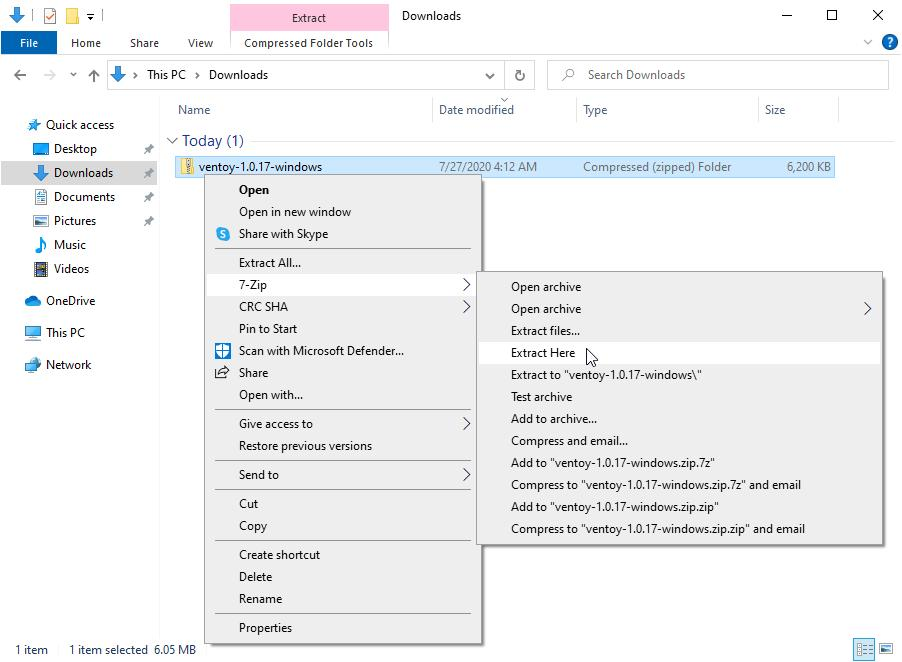 Extract
Downloads
File
Home
Share
View
Compressed Folder Tools
?
This PC
Downloads
Search Downloads
Name
Date modified
Type
Size
Today (1)
ventoy-1.0.17-windows
7/27/2020 4:12 AM
Compressed (zipped) Folder
6,200 KB
Quick access
Desktop
Downloads
Documents
Pictures
Music
Videos
OneDrive
This PC
Network
Open
Open in new window
Share with Skype
Extract All...
7-Zip
CRC SHA
Pin to Start
Scan with Microsoft Defender...
Share
Open with...
Give access to
Restore previous versions
Send to
Cut
Copy
Create shortcut
Delete
Rename
Properties
Open archive
Open archive
Extract files...
Extract Here
Extract to "ventoy-1.0.17-windows\"
Test archive
Add to archive...
Compress and email...
Add to "ventoy-1.0.17-windows.zip.7z"
Compress to "ventoy-1.0.17-windows.zip.7z" and email
Add to "ventoy-1.0.17-windows.zip.zip"
Compress to "ventoy-1.0.17-windows.zip.zip" and email
1 item
1 item selected 6.05 MB